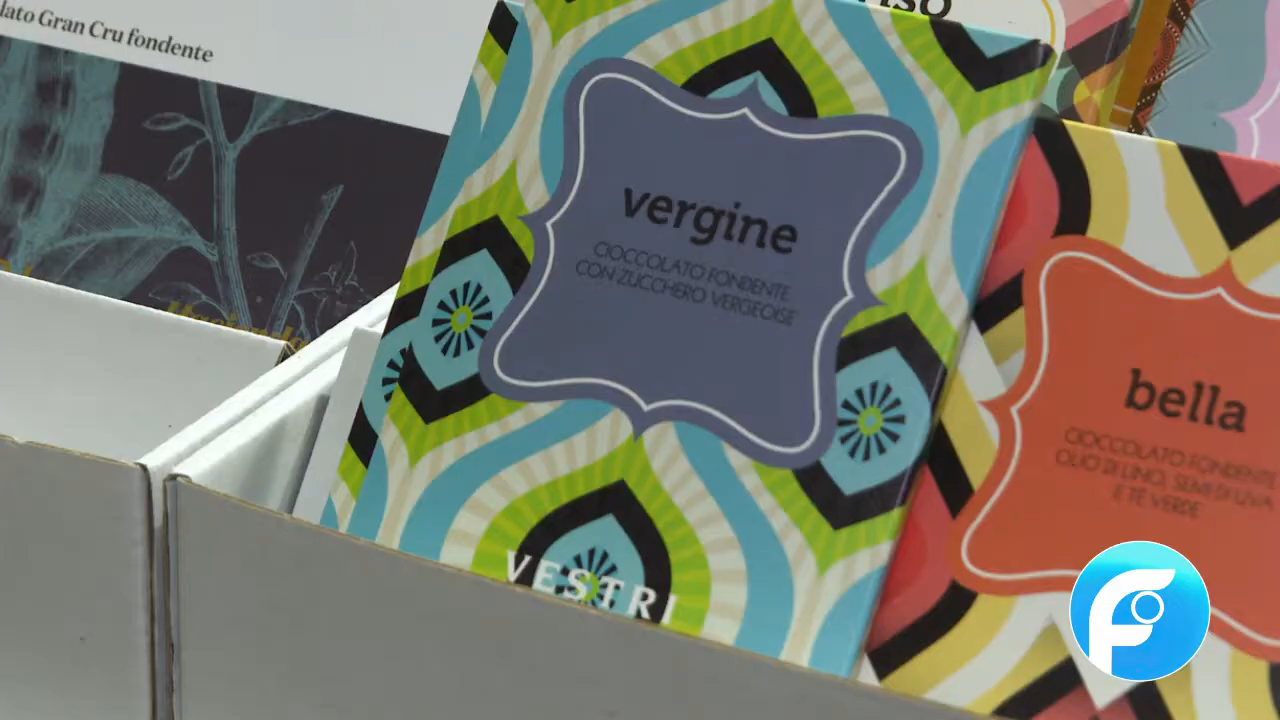 lato Gran Cru fondente
vergine
CIOCCOLATO FONDENTE
CON ZUCCHERO VERGEOISE
VESTRI
bella
CIOCCOLATO FONDENTE
OLIO DI LINO, SEMI DI UVA
E TÈ VERDE